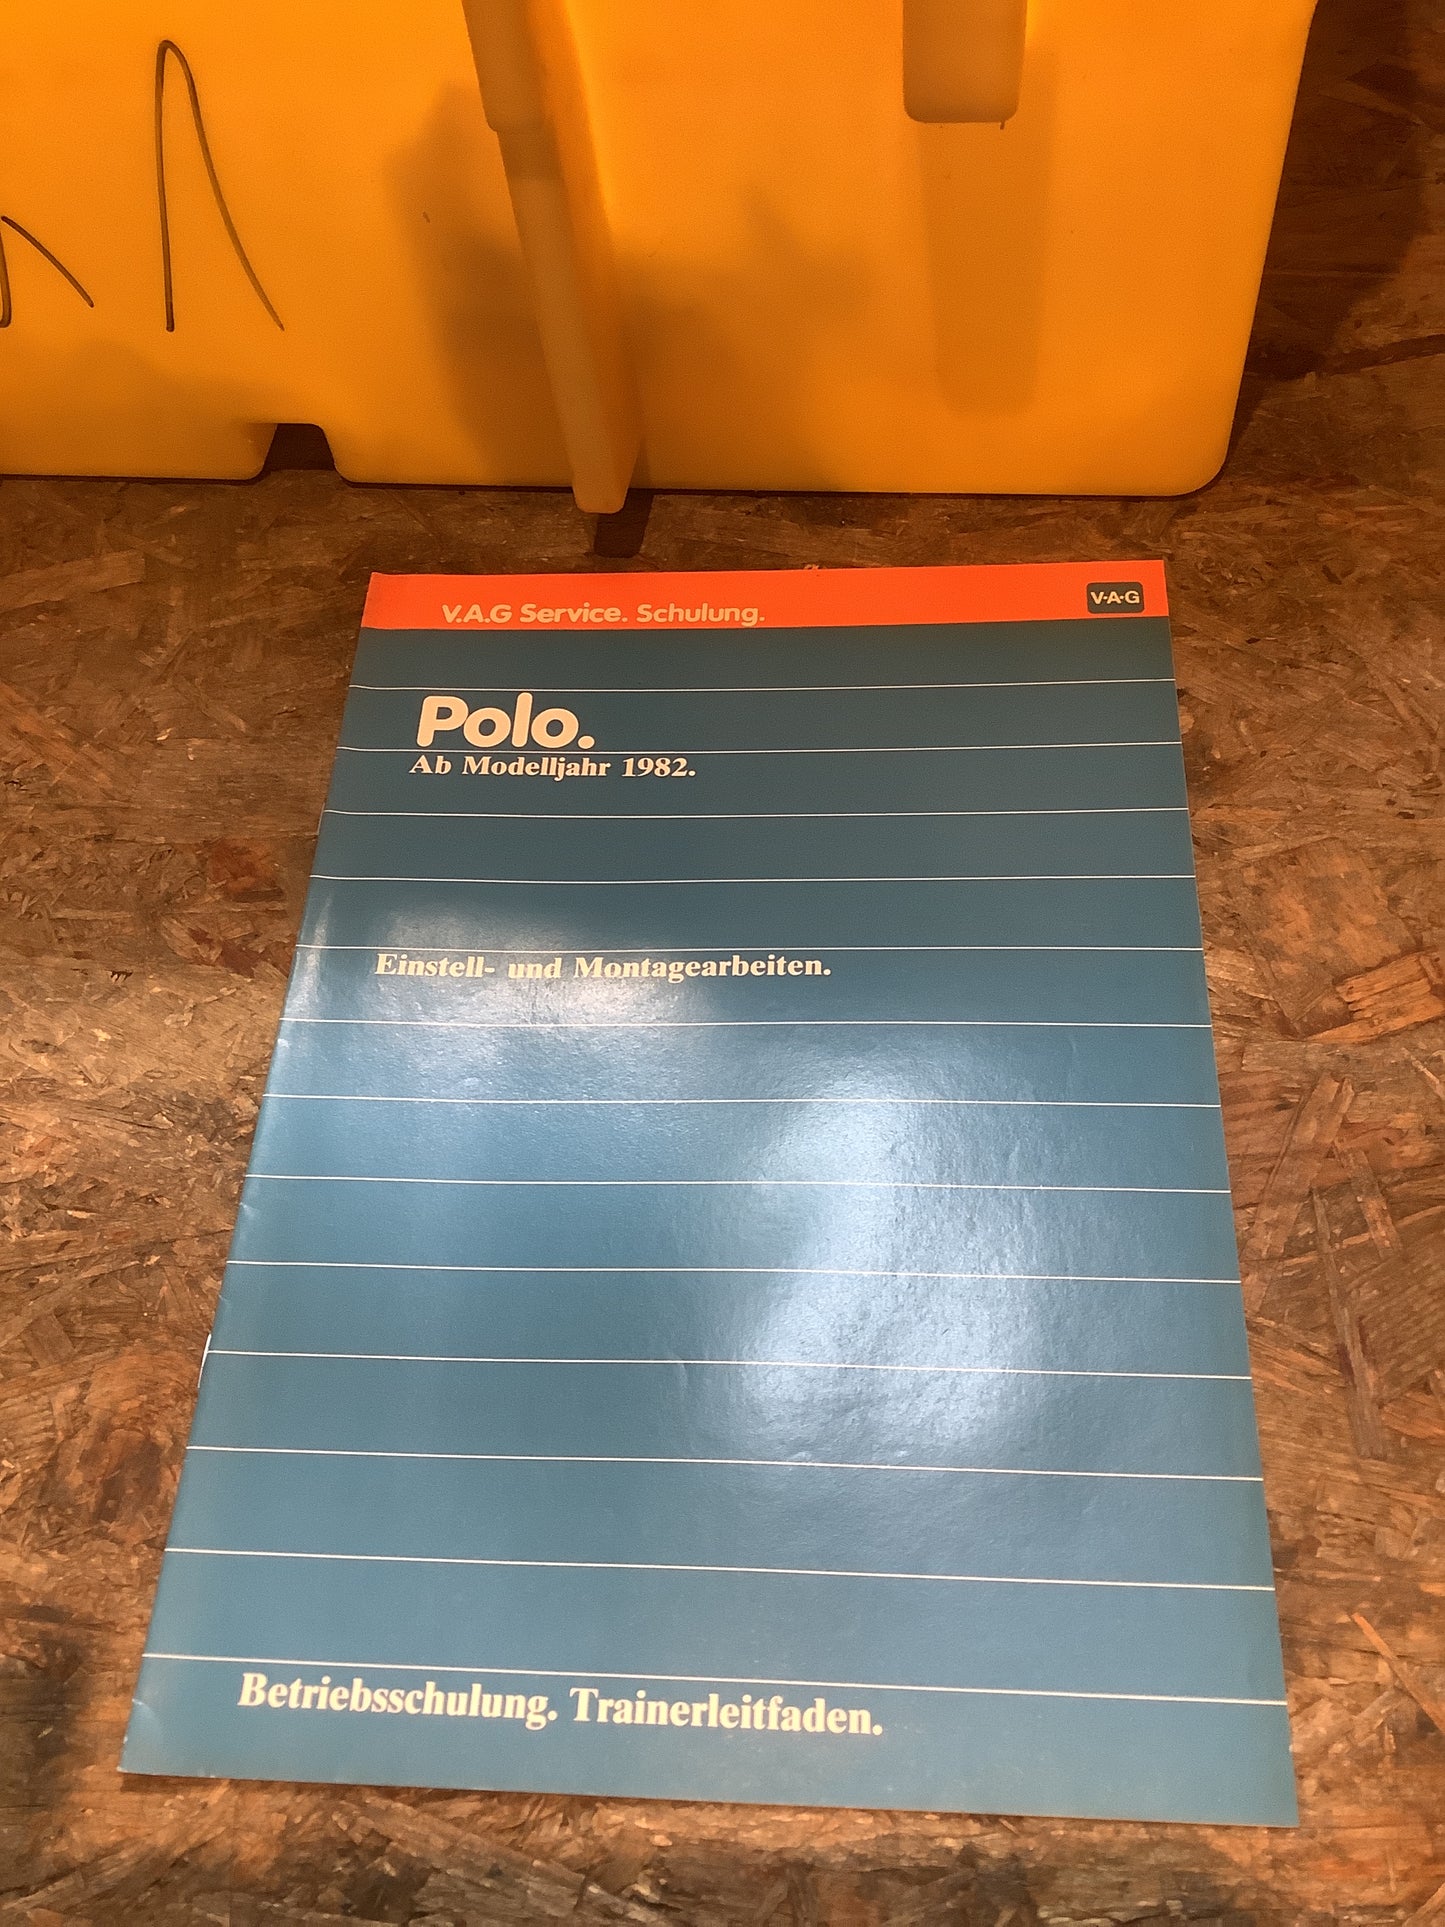 V.A.G Service. Schulung.
V·A·G
Polo.
Ab Modelljahr 1982.
Einstell- und Montagearbeiten.
Betriebsschulung. Trainerleitfaden.